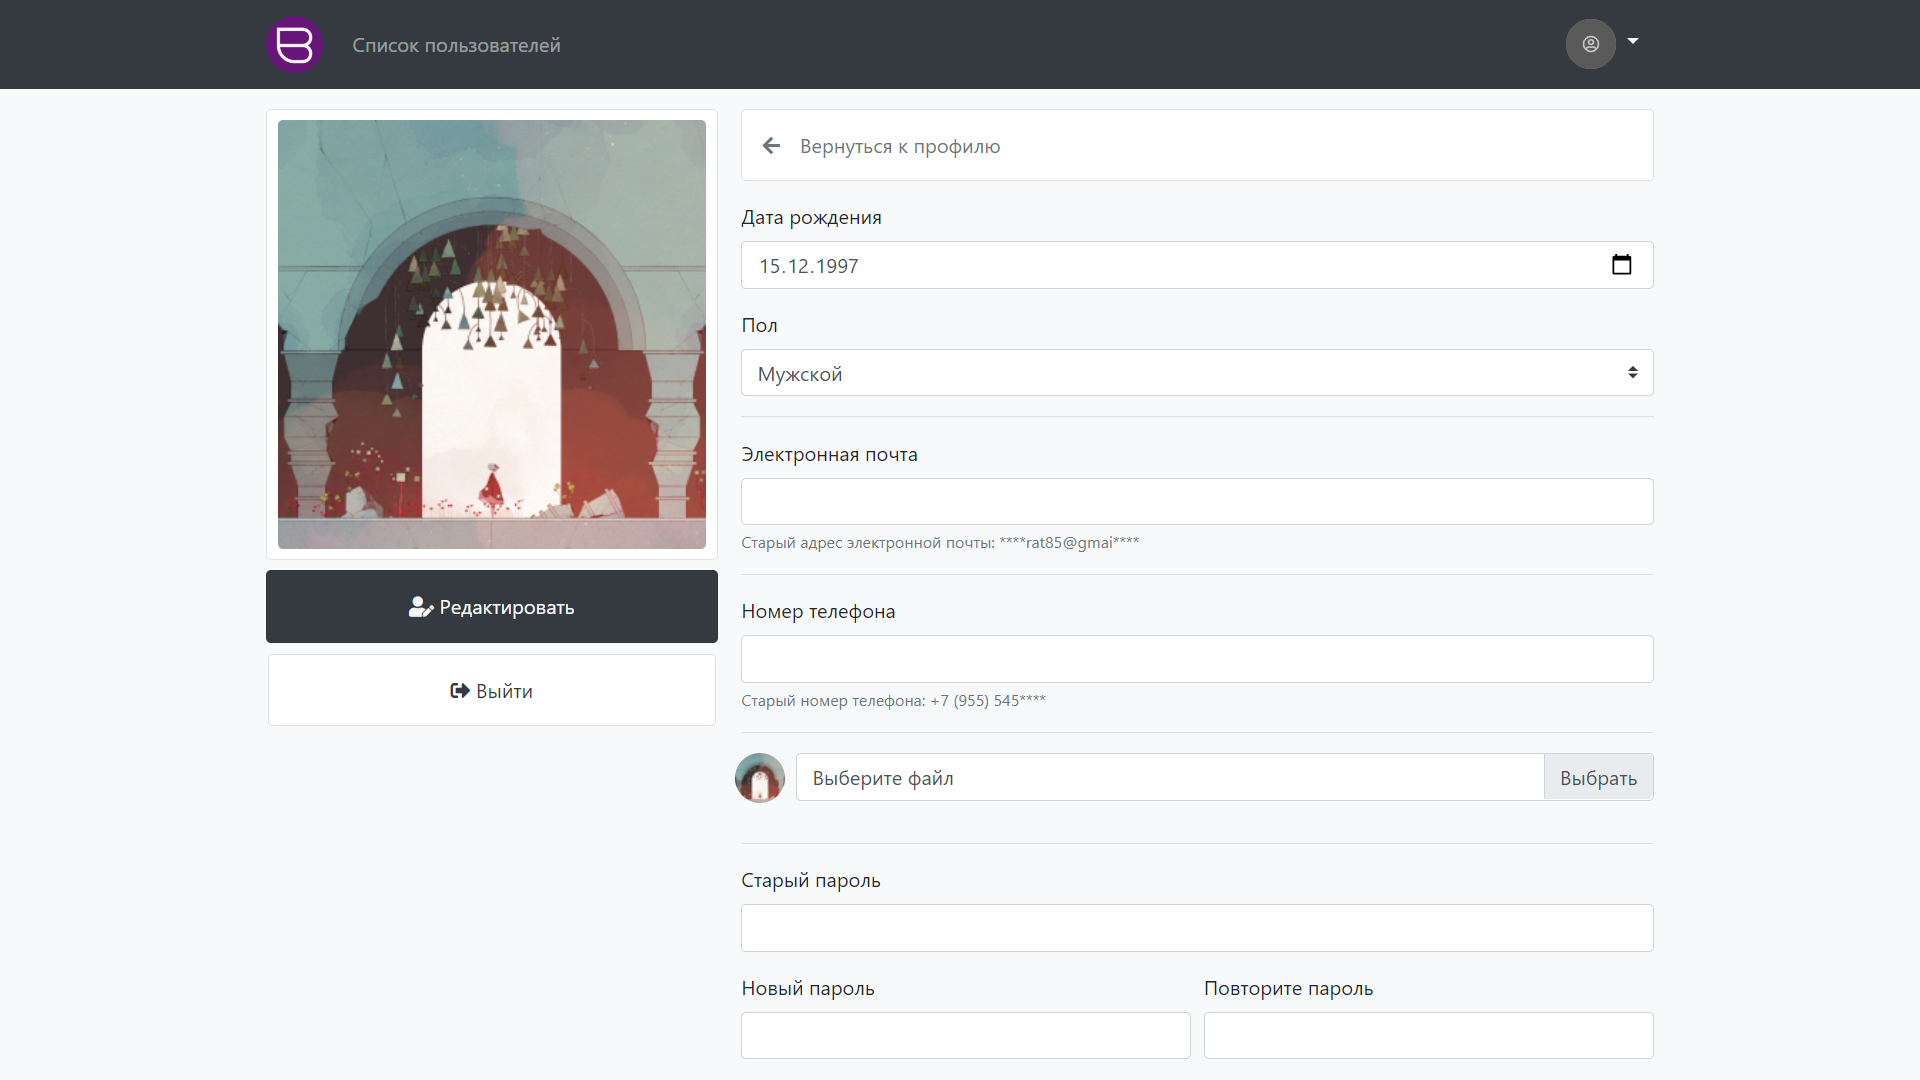 B
Список пользователей
Вернуться к профилю
Дата рождения
15.12.1997
Пол
Мужской
Электронная почта
Старый адрес электронной почты: ****rat85@gmai****
Редактировать
Номер телефона
Выйти
Старый номер телефона: +7 (955) 545****
Выберите файл
Выбрать
Старый пароль
Новый пароль
Повторите пароль